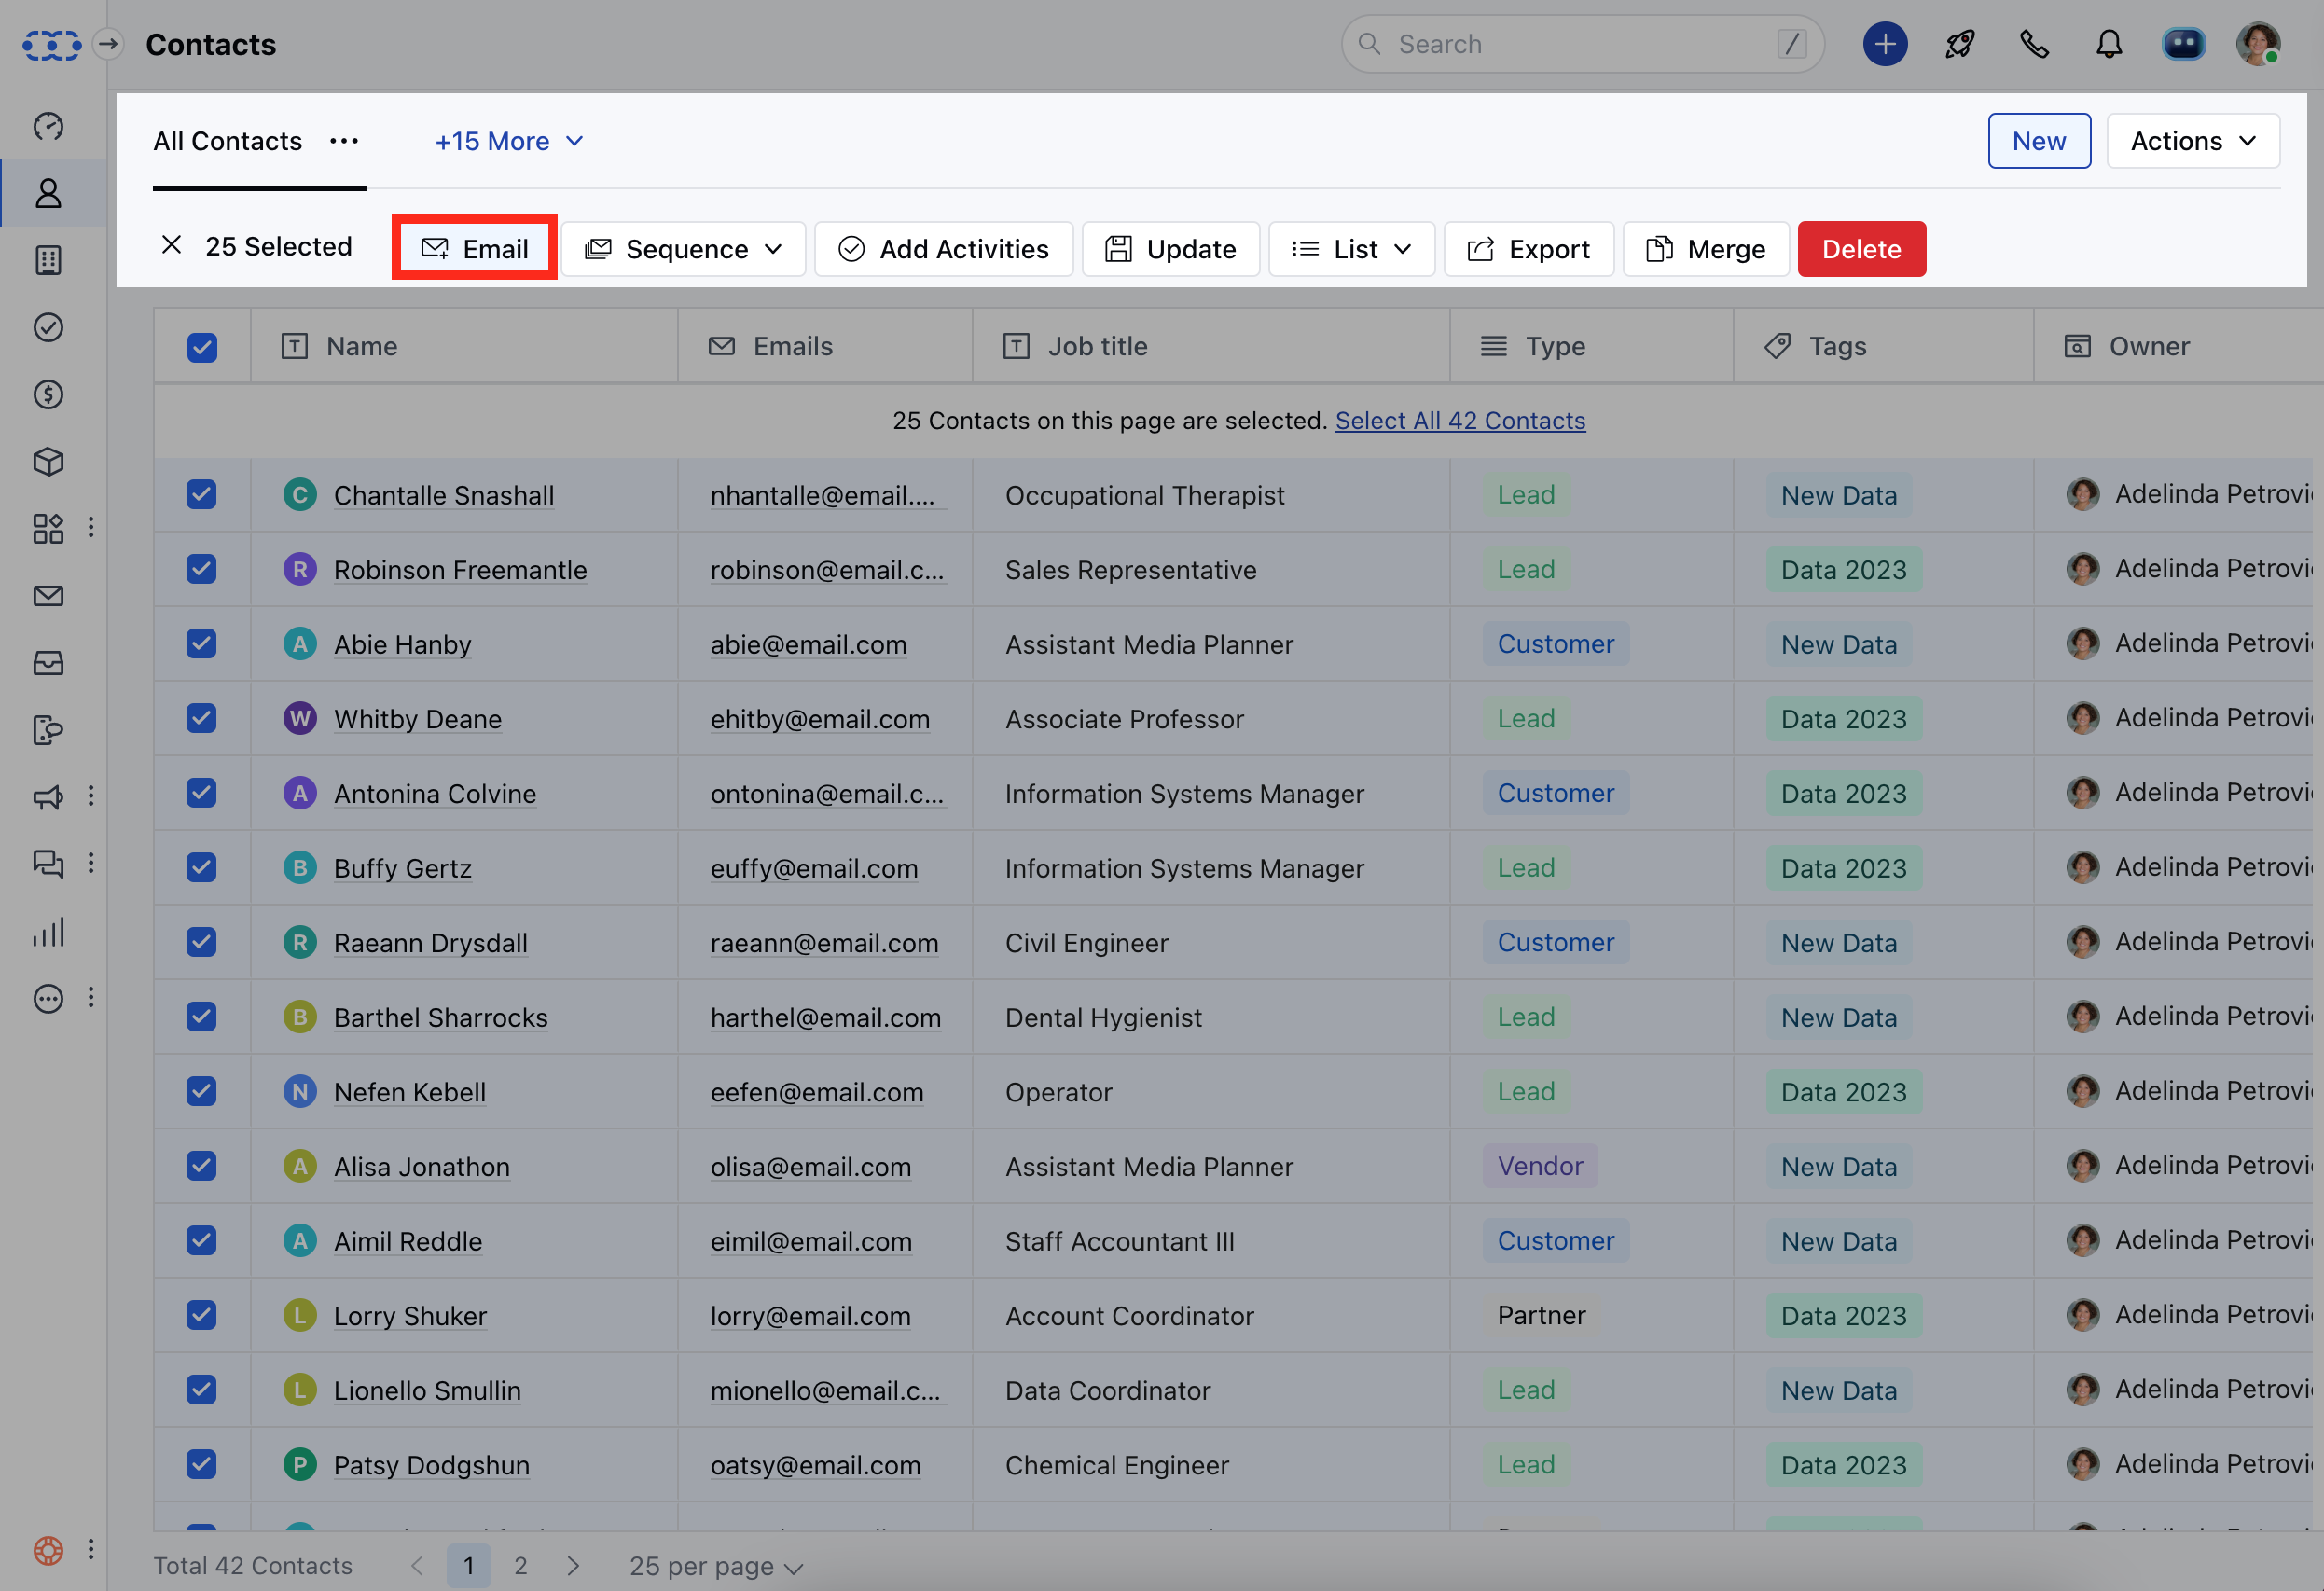 Contacts
Search /
All Contacts ••• +15 More New Actions
25 Selected Email Sequence Add Activities Update List Export Merge Delete
Name Emails Job title Type Tags Owner
25 Contacts on this page are selected. Select All 42 Contacts
C Chantalle Snashall nhantalle@email.... Occupational Therapist Lead New Data Adelinda Petrovi
R Robinson Freemantle robinson@email.c... Sales Representative Lead Data 2023 Adelinda Petrovi
A Abie Hanby abie@email.com Assistant Media Planner Customer New Data Adelinda Petrovi
W Whitby Deane ehitby@email.com Associate Professor Lead Data 2023 Adelinda Petrovi
A Antonina Colvine ontonina@email.c... Information Systems Manager Customer Data 2023 Adelinda Petrovi
B Buffy Gertz euffy@email.com Information Systems Manager Lead Data 2023 Adelinda Petrovi
R Raeann Drysdall raeann@email.com Civil Engineer Customer New Data Adelinda Petrovi
B Barthel Sharrocks harthel@email.com Dental Hygienist Lead New Data Adelinda Petrovi
N Nefen Kebell eefen@email.com Operator Lead Data 2023 Adelinda Petrovi
A Alisa Jonathon olisa@email.com Assistant Media Planner Vendor New Data Adelinda Petrovi
A Aimil Reddle eimil@email.com Staff Accountant III Customer New Data Adelinda Petrovi
L Lorry Shuker lorry@email.com Account Coordinator Partner Data 2023 Adelinda Petrovi
L Lionello Smullin mionello@email.c... Data Coordinator Lead New Data Adelinda Petrovi
P Patsy Dodgshun oatsy@email.com Chemical Engineer Lead Data 2023 Adelinda Petrovi
Total 42 Contacts 1 2 25 per page